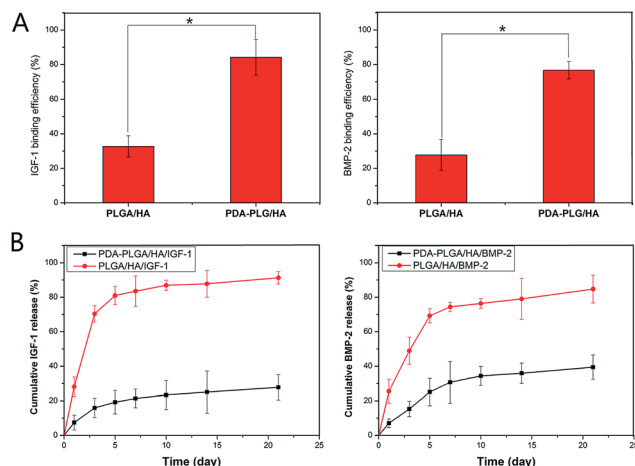 A
IGF-1 binding efficiency (%)
100
80
60
40
20
0
*
PLGA/HA
PDA-PLG/HA
BMP-2 binding efficiency (%)
100
80
60
40
20
0
*
PLGA/HA
PDA-PLG/HA
B
Cumulative IGF-1 release (%)
100
80
60
40
20
0
PDA-PLGA/HA/IGF-1
PLGA/HA/IGF-1
0 5 10 15 20 25
Time (day)
Cumulative BMP-2 release (%)
100
80
60
40
20
0
PDA-PLGA/HA/BMP-2
PLGA/HA/BMP-2
0 5 10 15 20 25
Time (day)